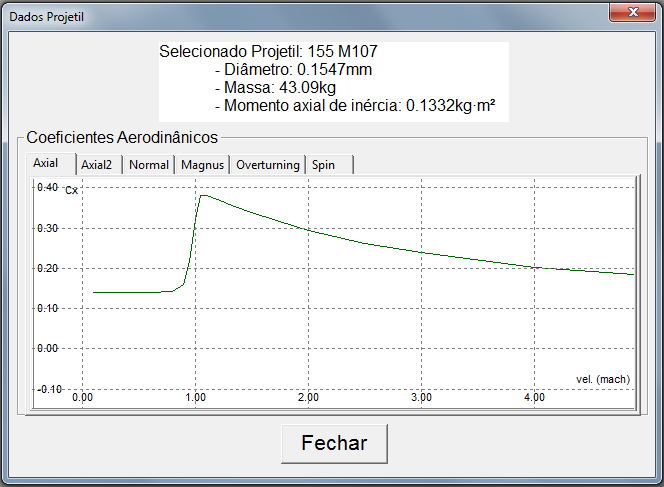 Dados Projetil
Selecionado Projetil: 155 M107
- Diâmetro: 0.1547mm
- Massa: 43.09kg
- Momento axial de inércia: 0.1332kg·m²
Coeficientes Aerodinânicos
Axial Axial2 Normal Magnus Overturning Spin
0.40 Cx
0.30
0.20
0.10
0.00
-0.10
vel. (mach)
0.00 1.00 2.00 3.00 4.00
Fechar